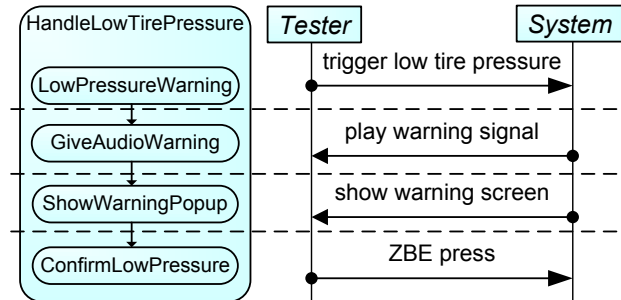 HandleLowTirePressure
LowPressureWarning
GiveAudioWarning
ShowWarningPopup
ConfirmLowPressure
Tester
System
trigger low tire pressure
play warning signal
show warning screen
ZBE press